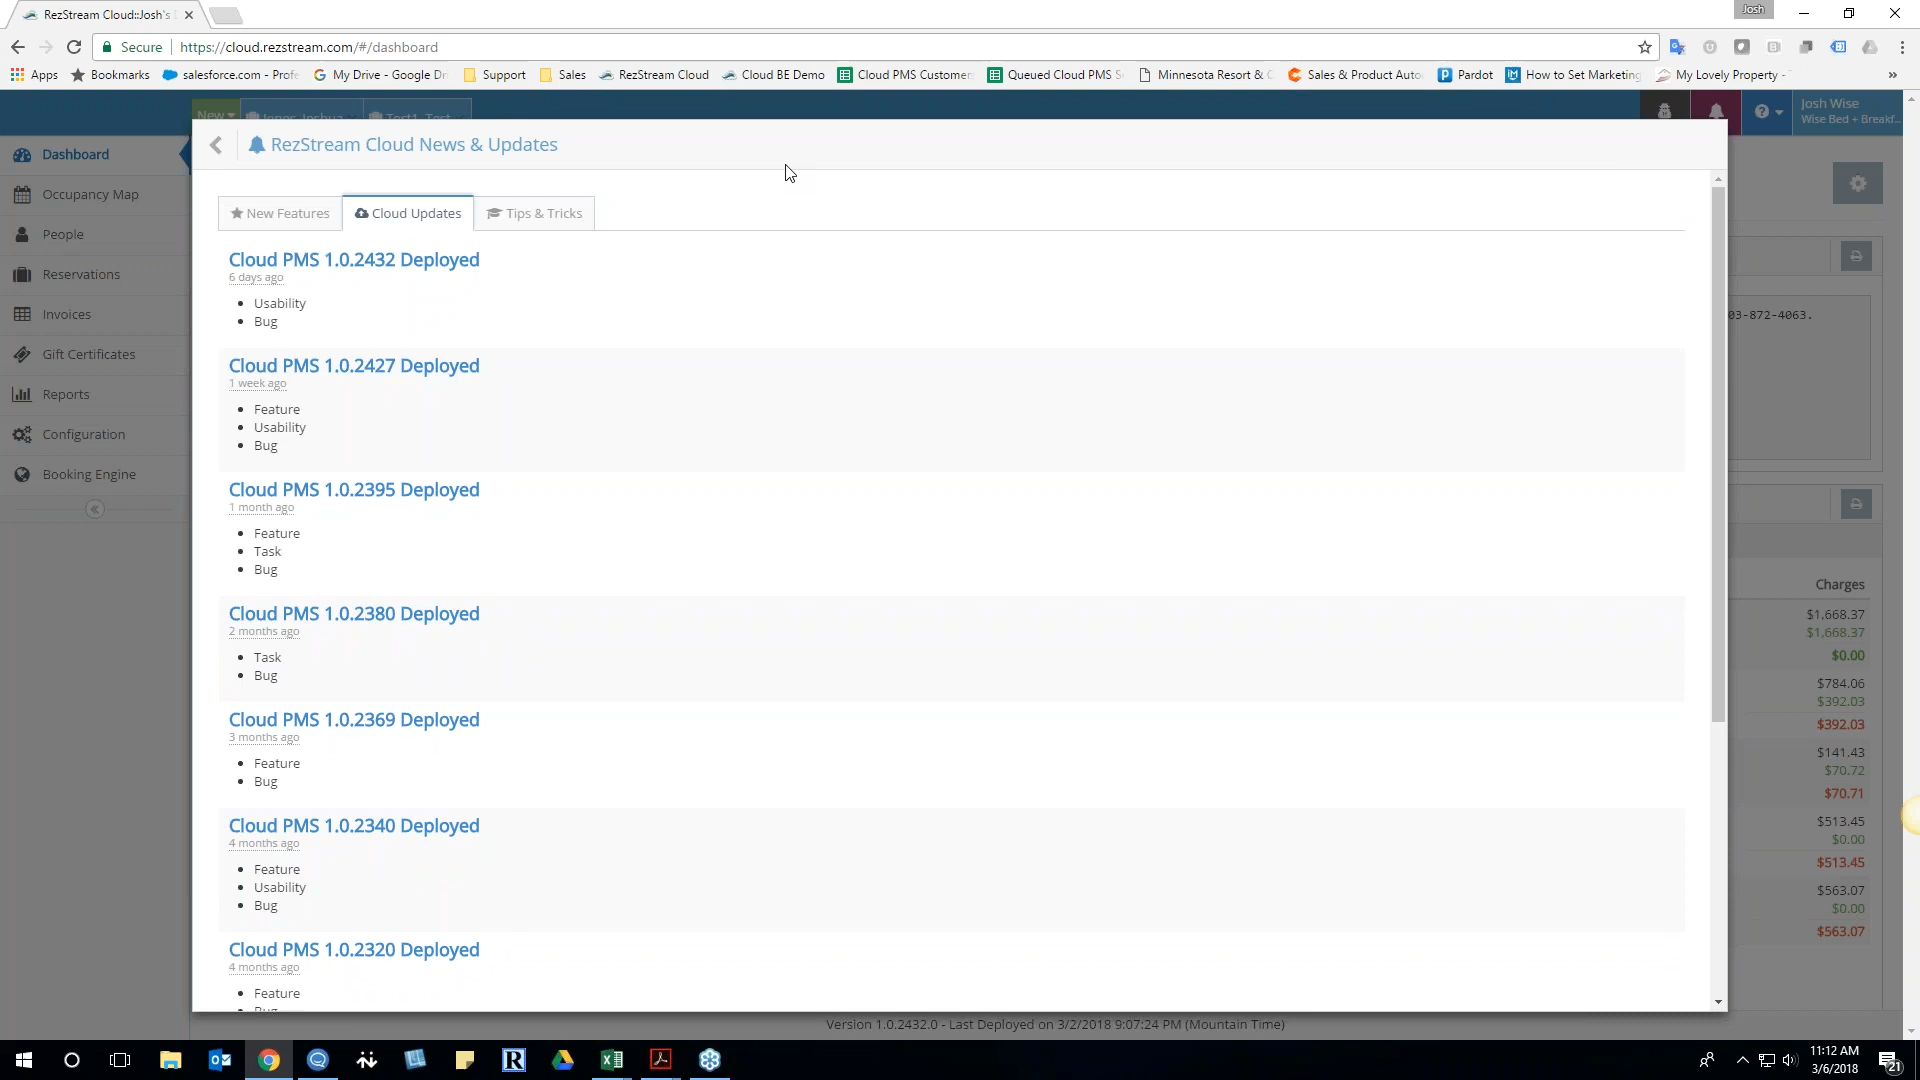 RezStream Cloud::Josh's
Josh
Secure
https://cloud.rezstream.com/#/dashboard
Apps
Bookmarks
salesforce.com - Profe
My Drive - Google Dr
Support
Sales
RezStream Cloud
Cloud BE Demo
Cloud PMS Customer
Queued Cloud PMS S
Minnesota Resort & C
Sales & Product Auto
Pardot
How to Set Marketing
My Lovely Property -
»
New
Jones, Joshua
Test1, Test
Josh Wise
Wise Bed + Breakf...
Dashboard
Occupancy Map
People
Reservations
Invoices
Gift Certificates
Reports
Configuration
Booking Engine
RezStream Cloud News & Updates
New Features
Cloud Updates
Tips & Tricks
Cloud PMS 1.0.2432 Deployed
6 days ago
• Usability
• Bug
Cloud PMS 1.0.2427 Deployed
1 week ago
• Feature
• Usability
• Bug
Cloud PMS 1.0.2395 Deployed
1 month ago
• Feature
• Task
• Bug
Cloud PMS 1.0.2380 Deployed
2 months ago
• Task
• Bug
Cloud PMS 1.0.2369 Deployed
3 months ago
• Feature
• Bug
Cloud PMS 1.0.2340 Deployed
4 months ago
• Feature
• Usability
• Bug
Cloud PMS 1.0.2320 Deployed
4 months ago
• Feature
• Bug
03-872-4063.
Charges
$1,668.37
$1,668.37
$0.00
$784.06
$392.03
$392.03
$141.43
$70.72
$70.71
$513.45
$0.00
$513.45
$563.07
$0.00
$563.07
Version 1.0.2432.0 - Last Deployed on 3/2/2018 9:07:24 PM (Mountain Time)
11:12 AM
3/6/2018
21